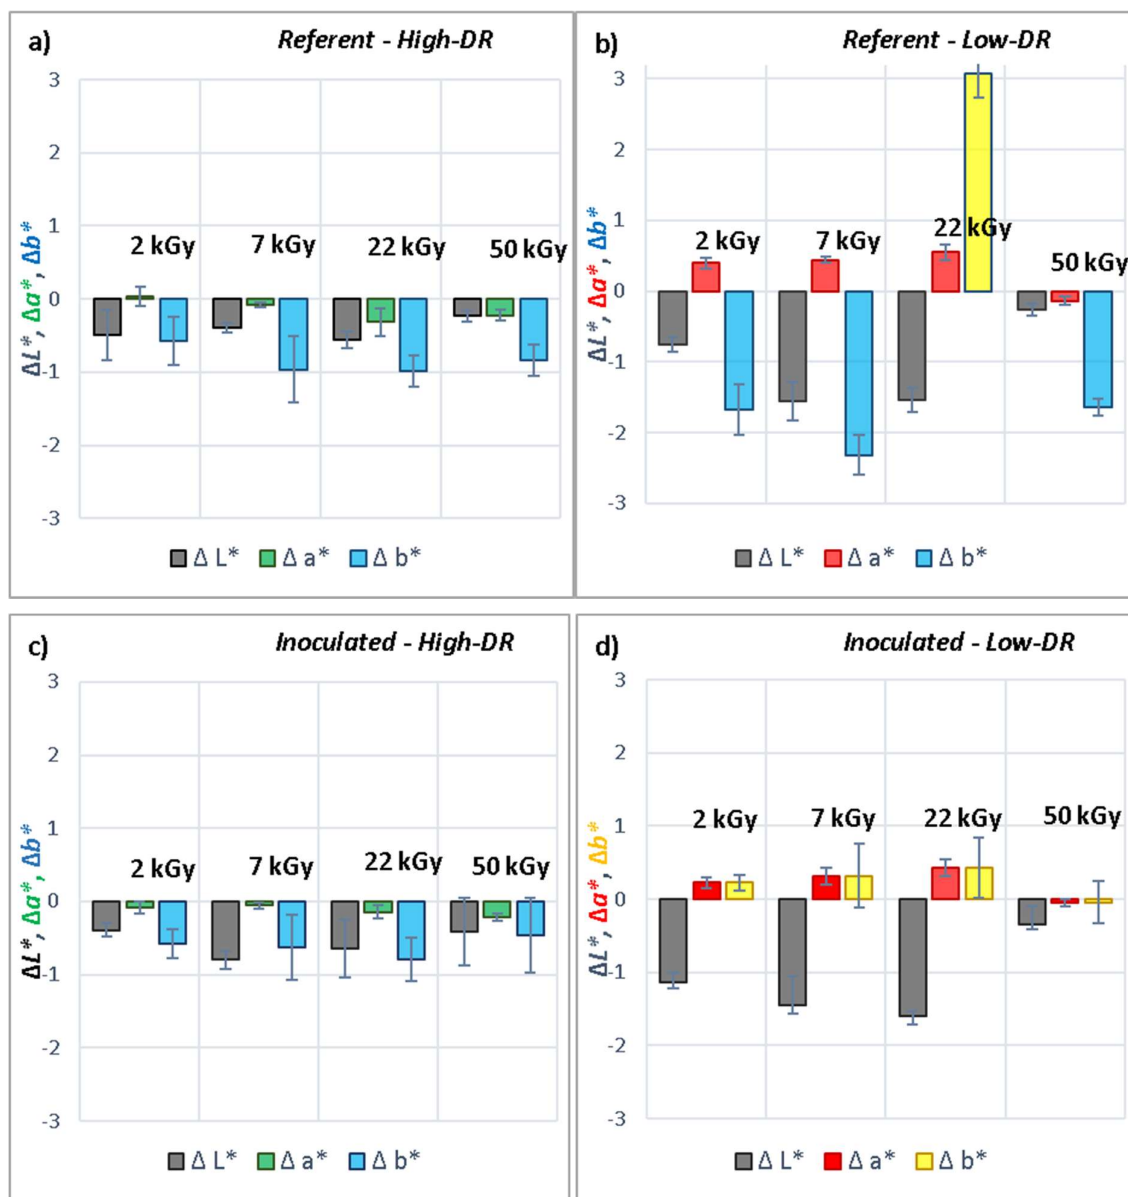 a) Referent - High-DR
3
2
1
0
-1
-2
-3
ΔL*, Δa*, Δb*
2 kGy 7 kGy 22 kGy 50 kGy
Δ L* Δ a* Δ b*
b) Referent - Low-DR
3
2
1
0
-1
-2
-3
ΔL*, Δa*, Δb*
2 kGy 7 kGy 22 kGy 50 kGy
Δ L* Δ a* Δ b*
c) Inoculated - High-DR
3
2
1
0
-1
-2
-3
ΔL*, Δa*, Δb*
2 kGy 7 kGy 22 kGy 50 kGy
Δ L* Δ a* Δ b*
d) Inoculated - Low-DR
3
2
1
0
-1
-2
-3
ΔL*, Δa*, Δb*
2 kGy 7 kGy 22 kGy 50 kGy
Δ L* Δ a* Δ b*